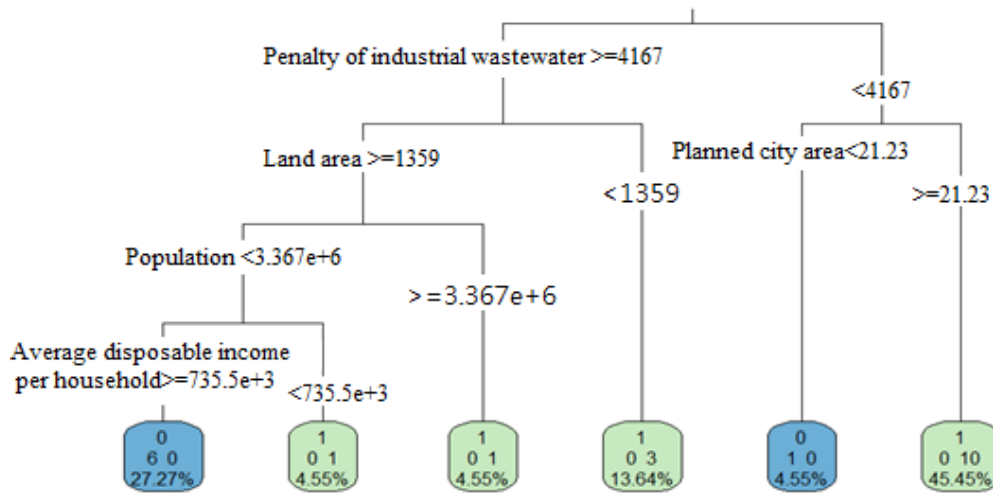 Penalty of industrial wastewater >=4167
<4167
Land area >=1359
<1359
Planned city area<21.23
>=21.23
Population <3.367e+6
>=3.367e+6
Average disposable income
per household>=735.5e+3
<735.5e+3
0
6 0
27.27%
1
0 1
4.55%
1
0 1
4.55%
1
0 3
13.64%
0
1 0
4.55%
1
0 10
45.45%